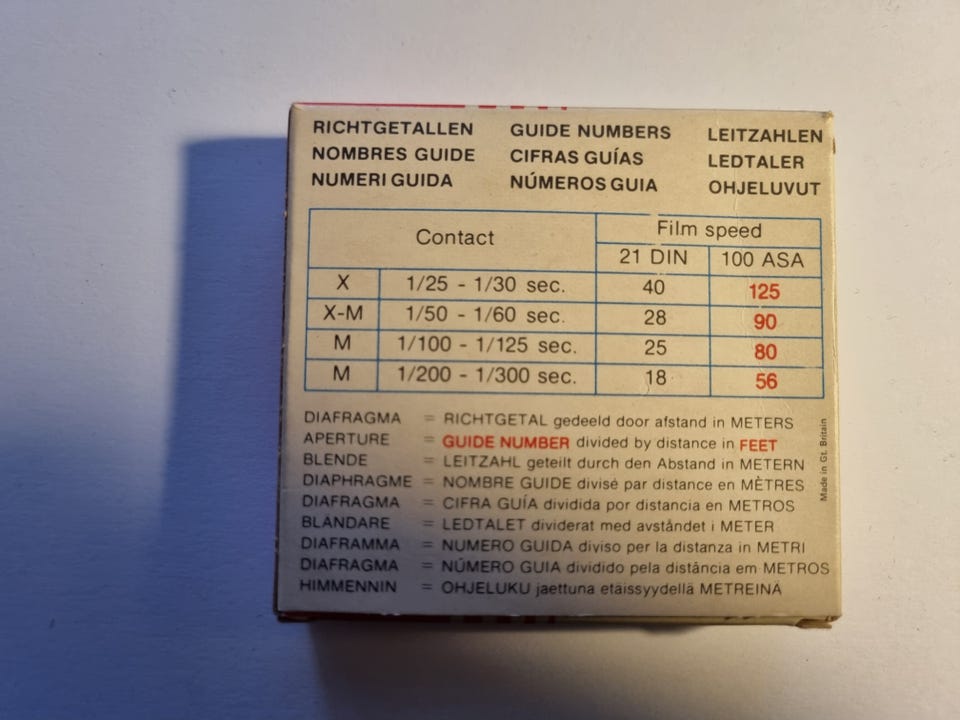 RICHTGETALLEN GUIDE NUMBERS LEITZAHLEN
NOMBRES GUIDE CIFRAS GUÍAS LEDTALER
NUMERI GUIDA NÚMEROS GUIA OHJELUVUT
Contact Film speed
21 DIN 100 ASA
X 1/25 - 1/30 sec. 40 125
X-M 1/50 - 1/60 sec. 28 90
M 1/100 - 1/125 sec. 25 80
M 1/200 - 1/300 sec. 18 56
DIAFRAGMA = RICHTGETAL gedeeld door afstand in METERS
APERTURE = GUIDE NUMBER divided by distance in FEET
BLENDE = LEITZAHL geteilt durch den Abstand in METERN
DIAPHRAGME = NOMBRE GUIDE divisé par distance en MÈTRES
DIAFRAGMA = CIFRA GUÍA dividida por distancia en METROS
BLÄNDARE = LEDTALET dividerat med avståndet i METER
DIAFRAMMA = NUMERO GUIDA diviso per la distanza in METRI
DIAFRAGMA = NÚMERO GUIA dividido pela distância em METROS
HIMMENNIN = OHJELUKU jaettuna etäissyydellä METREINÄ
Made in Gt. Britain